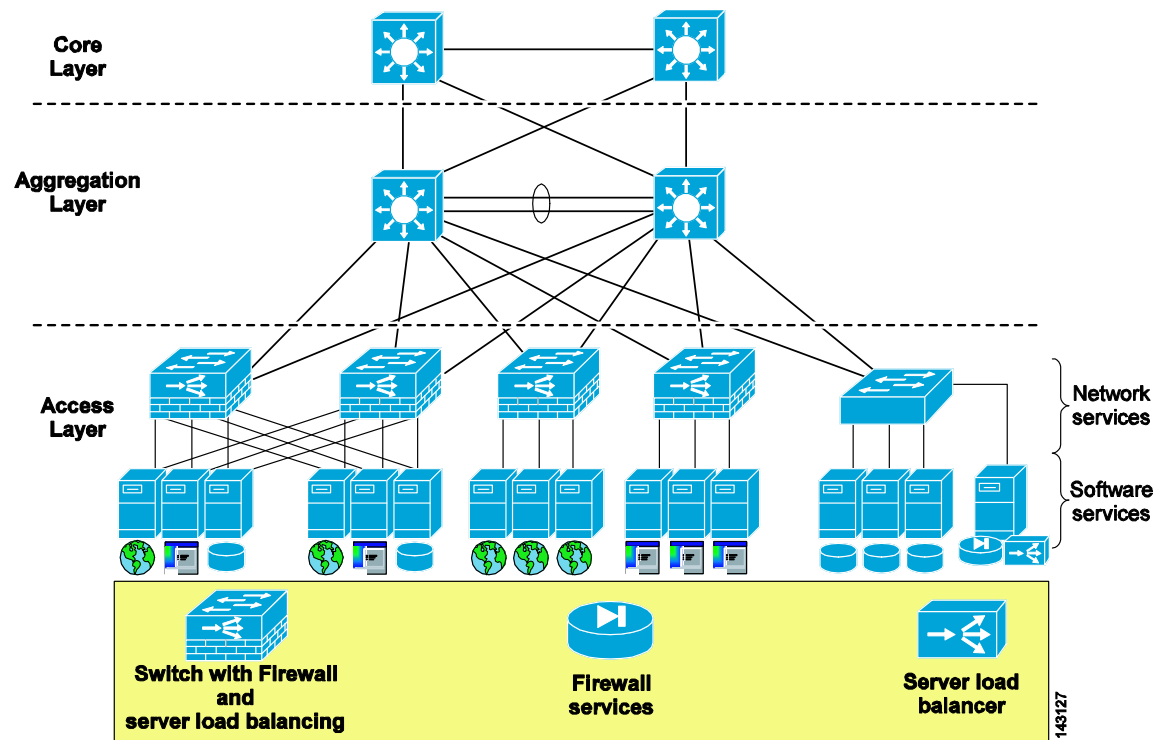 Core
Layer
Aggregation
Layer
Access
Layer
Network
services
Software
services
Switch with Firewall
and
server load balancing
Firewall
services
Server load
balancer
143127